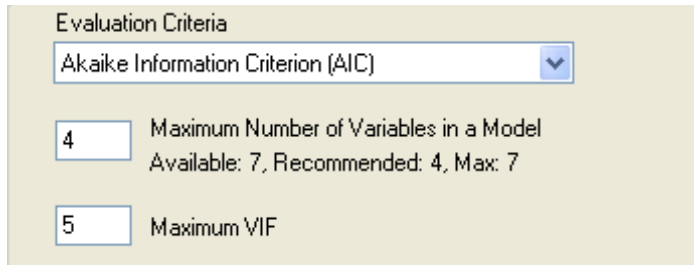 Evaluation Criteria
Akaike Information Criterion (AIC)
4 Maximum Number of Variables in a Model
Available: 7, Recommended: 4, Max: 7
5 Maximum VIF